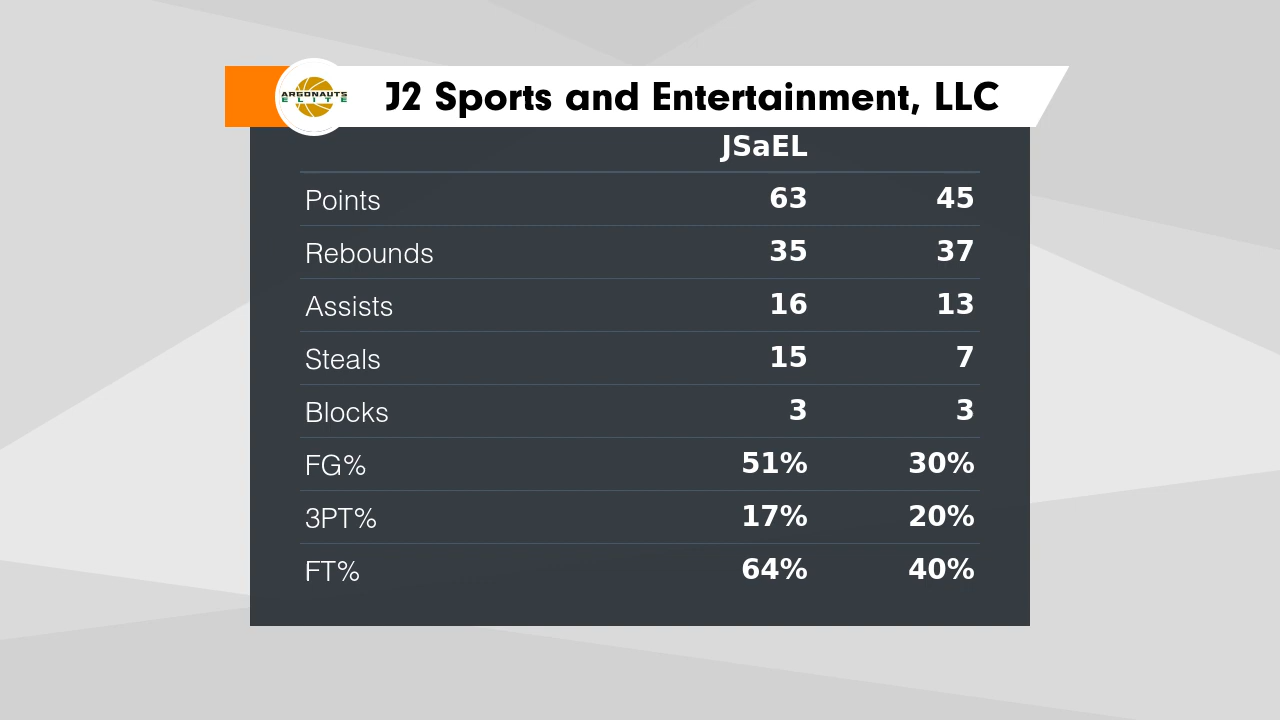 ARGONAUTS
ELITE
J2 Sports and Entertainment, LLC
JSaEL
Points 63 45
Rebounds 35 37
Assists 16 13
Steals 15 7
Blocks 3 3
FG% 51% 30%
3PT% 17% 20%
FT% 64% 40%